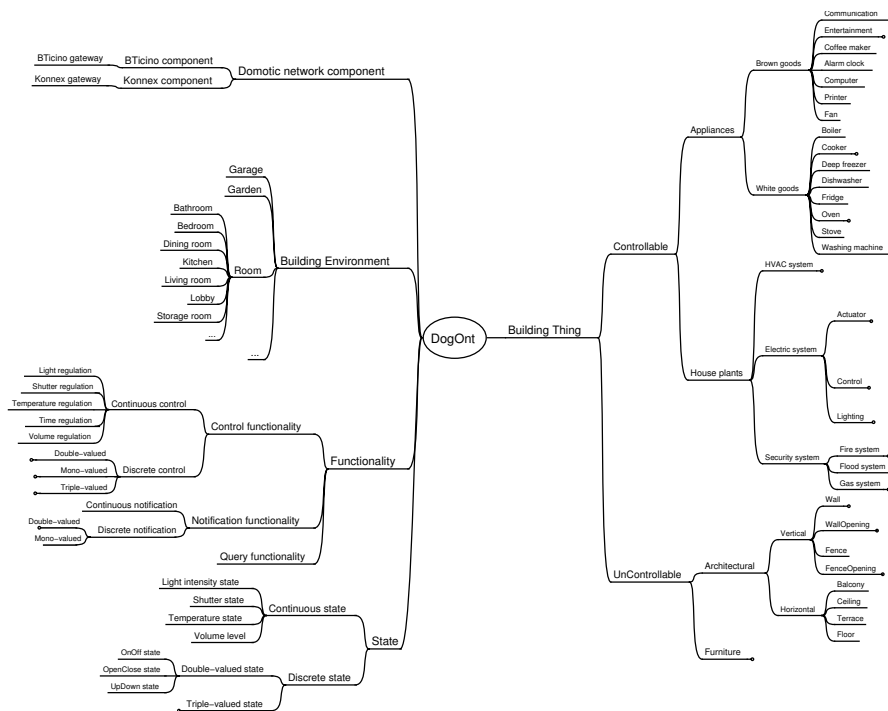 DogOnt
Domotic network component
BTicino component
BTicino gateway
Konnex component
Konnex gateway
Building Environment
Garage
Garden
Room
Bathroom
Bedroom
Dining room
Kitchen
Living room
Lobby
Storage room
...
...
Functionality
Control functionality
Continuous control
Light regulation
Shutter regulation
Temperature regulation
Time regulation
Volume regulation
Discrete control
Double−valued
Mono−valued
Triple−valued
Notification functionality
Continuous notification
Discrete notification
Double−valued
Mono−valued
Query functionality
State
Continuous state
Light intensity state
Shutter state
Temperature state
Volume level
Discrete state
Double−valued state
OnOff state
OpenClose state
UpDown state
Triple−valued state
Building Thing
Controllable
Appliances
Brown goods
Communication
Entertainment
Coffee maker
Alarm clock
Computer
Printer
Fan
White goods
Boiler
Cooker
Deep freezer
Dishwasher
Fridge
Oven
Stove
Washing machine
House plants
HVAC system
Electric system
Actuator
Control
Lighting
Security system
Fire system
Flood system
Gas system
UnControllable
Architectural
Vertical
Wall
WallOpening
Fence
FenceOpening
Horizontal
Balcony
Ceiling
Terrace
Floor
Furniture